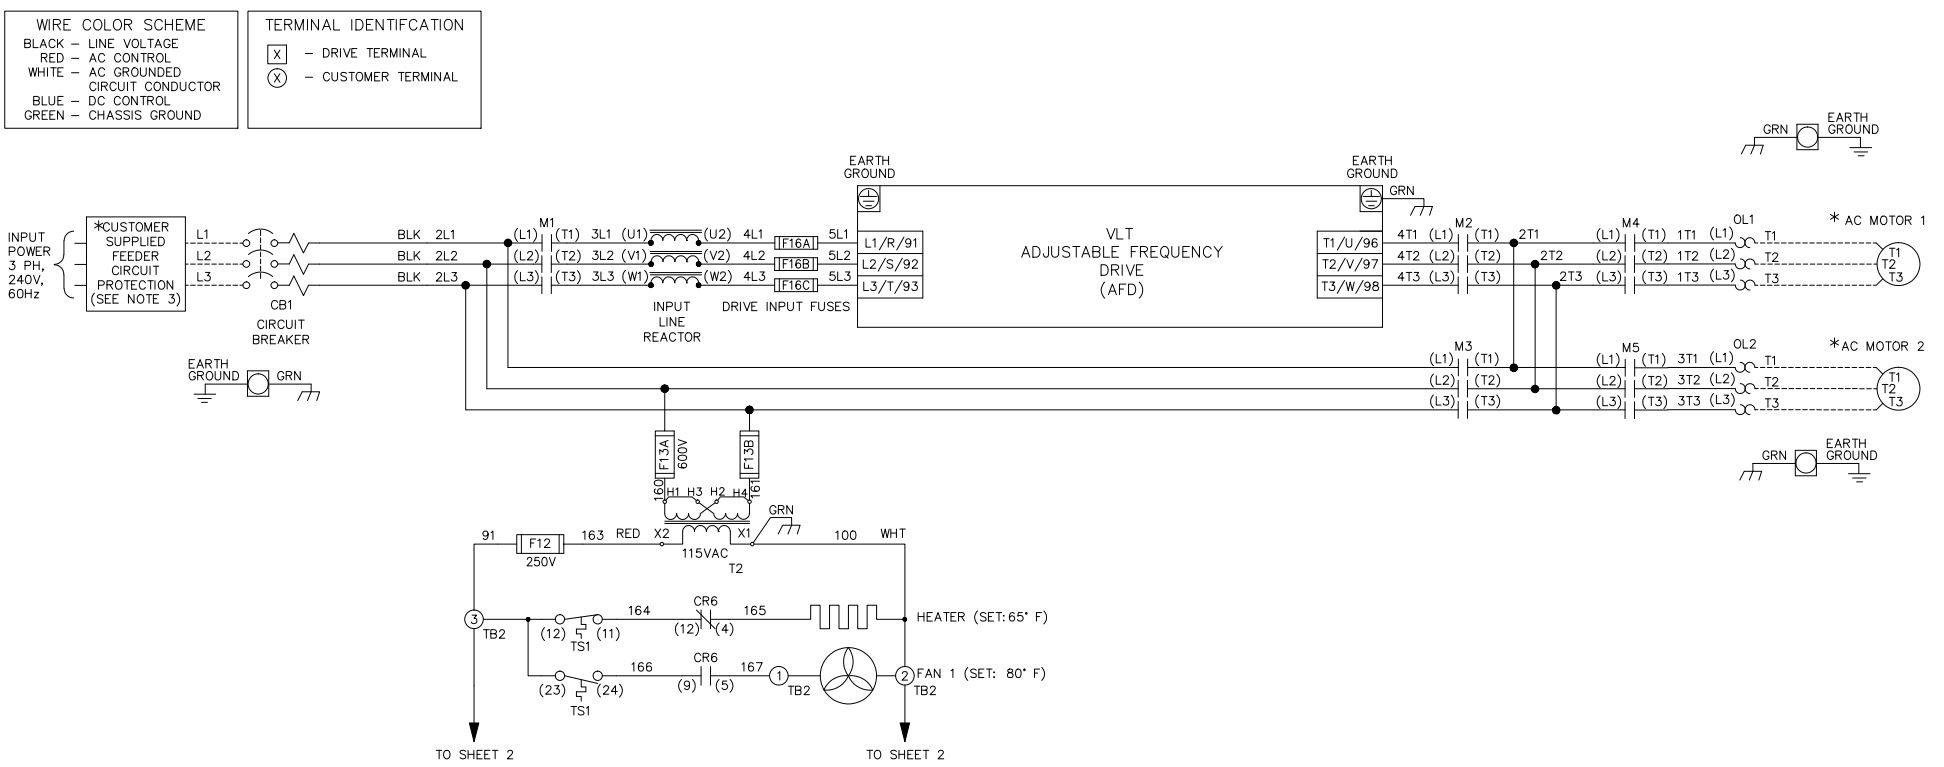 WIRE COLOR SCHEME
BLACK – LINE VOLTAGE
RED – AC CONTROL
WHITE – AC GROUNDED
CIRCUIT CONDUCTOR
BLUE – DC CONTROL
GREEN – CHASSIS GROUND
TERMINAL IDENTIFCATION
X – DRIVE TERMINAL
X – CUSTOMER TERMINAL
GRN
EARTH
GROUND
EARTH
GROUND
EARTH
GROUND
GRN
INPUT
POWER
3 PH,
240V,
60Hz
*CUSTOMER
SUPPLIED
FEEDER
CIRCUIT
PROTECTION
(SEE NOTE 3)
L1
L2
L3
CB1
CIRCUIT
BREAKER
BLK 2L1
BLK 2L2
BLK 2L3
M1
(L1) (T1) 3L1 (U1) (U2) 4L1 F16A 5L1
(L2) (T2) 3L2 (V1) (V2) 4L2 F16B 5L2
(L3) (T3) 3L3 (W1) (W2) 4L3 F16C 5L3
INPUT
LINE
REACTOR
DRIVE INPUT FUSES
L1/R/91
L2/S/92
L3/T/93
VLT
ADJUSTABLE FREQUENCY
DRIVE
(AFD)
T1/U/96
T2/V/97
T3/W/98
M2
4T1 (L1) (T1) 2T1
4T2 (L2) (T2) 2T2
4T3 (L3) (T3) 2T3
M4
(L1) (T1) 1T1 (L1) T1
(L2) (T2) 1T2 (L2) T2
(L3) (T3) 1T3 (L3) T3
OL1
* AC MOTOR 1
T1
T2
T3
EARTH
GROUND
GRN
M3
(L1) (T1)
(L2) (T2)
(L3) (T3)
M5
(L1) (T1) 3T1 (L1) T1
(L2) (T2) 3T2 (L2) T2
(L3) (T3) 3T3 (L3) T3
OL2
* AC MOTOR 2
T1
T2
T3
GRN
EARTH
GROUND
F13A
600V
F13B
160
161
H1 H3 H2 H4
GRN
91 F12 163 RED X2 X1 100 WHT
250V
115VAC
T2
3
TB2
(12) (11)
TS1
164
CR6
(12) (4)
165
HEATER (SET: 65° F)
(23) (24)
TS1
166
CR6
(9) (5)
167
1
TB2
2
TB2
FAN 1 (SET: 80° F)
TO SHEET 2
TO SHEET 2